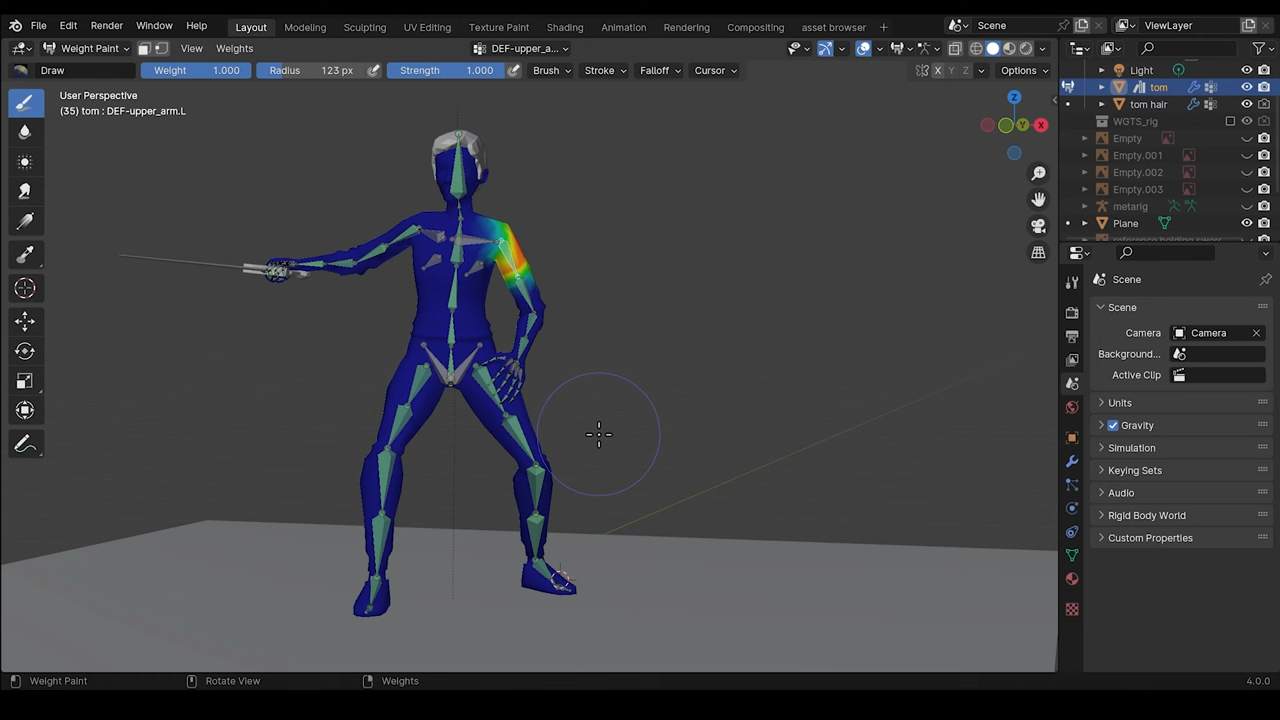 File Edit Render Window Help Layout Modeling Sculpting UV Editing Texture Paint Shading Animation Rendering Compositing asset browser + Scene ViewLayer
Weight Paint View Weights DEF-upper_a...
Draw Weight 1.000 Radius 123 px Strength 1.000 Brush Stroke Falloff Cursor X Y Z Options
User Perspective
(35) tom : DEF-upper_arm.L
Z
Y
X
Light
tom
tom hair
WGTS_rig
Empty
Empty.001
Empty.002
Empty.003
metarig
Plane
Scene
Scene
Camera Camera
Background...
Active Clip
Units
Gravity
Simulation
Keying Sets
Audio
Rigid Body World
Custom Properties
Weight Paint Rotate View Weights 4.0.0